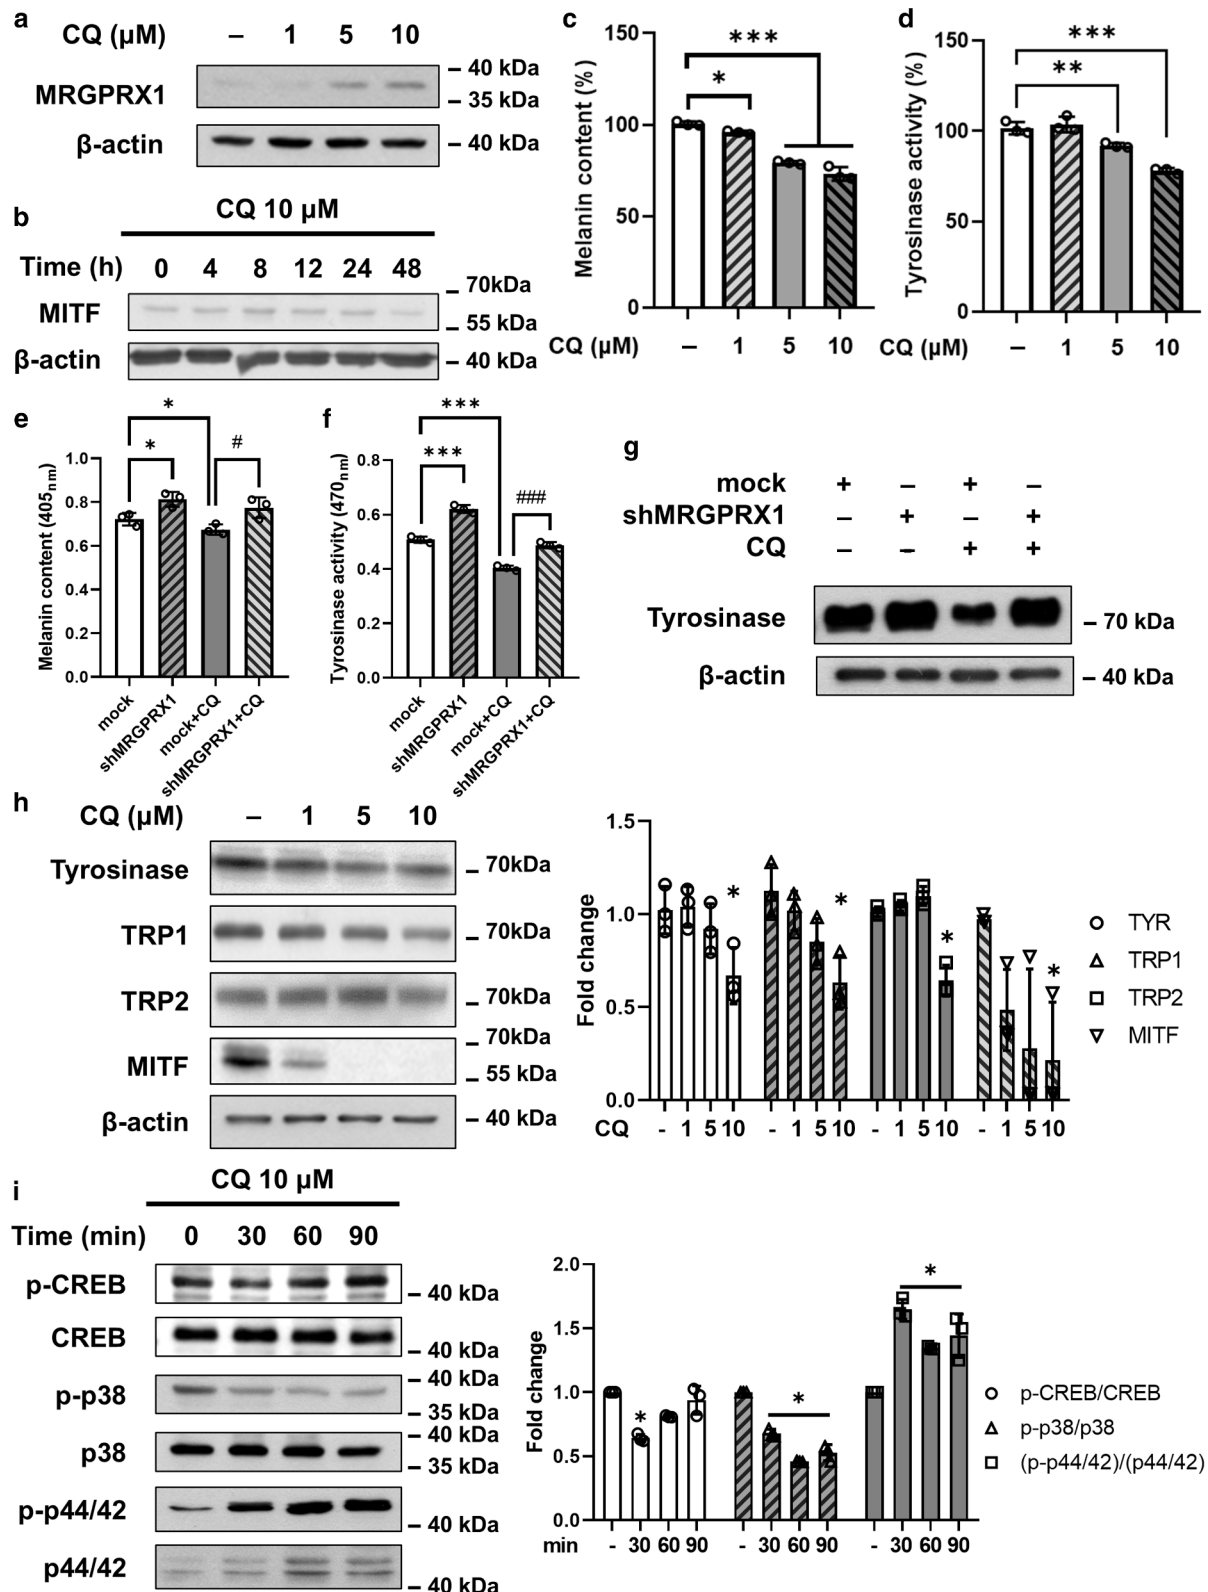 a
CQ (µM) – 1 5 10
MRGPRX1
– 40 kDa
– 35 kDa
β-actin – 40 kDa
b
CQ 10 µM
Time (h) 0 4 8 12 24 48
MITF
– 70kDa
– 55 kDa
β-actin – 40 kDa
c
Melanin content (%)
150
100
50
0
***
*
CQ (µM) – 1 5 10
d
Tyrosinase activity (%)
150
100
50
0
***
**
CQ (µM) – 1 5 10
e
Melanin content (405nm)
1.0
0.8
0.6
0.4
0.2
0.0
*
*
#
mock
shMRGPRX1
mock+CQ
shMRGPRX1+CQ
f
Tyrosinase activity (470nm)
0.8
0.6
0.4
0.2
0.0
***
***
###
mock
shMRGPRX1
mock+CQ
shMRGPRX1+CQ
g
mock + – + –
shMRGPRX1 – + – +
CQ – – + +
Tyrosinase – 70 kDa
β-actin – 40 kDa
h
CQ (µM) – 1 5 10
Tyrosinase – 70kDa
TRP1 – 70kDa
TRP2 – 70kDa
MITF
– 70kDa
– 55 kDa
β-actin – 40 kDa
Fold change
1.5
1.0
0.5
0.0
* * * *
CQ - 1 5 10 - 1 5 10 - 1 5 10 - 1 5 10
TYR
TRP1
TRP2
MITF
i
CQ 10 µM
Time (min) 0 30 60 90
p-CREB – 40 kDa
CREB – 40 kDa
p-p38
– 40 kDa
– 35 kDa
p38
– 40 kDa
– 35 kDa
p-p44/42 – 40 kDa
p44/42 – 40 kDa
Fold change
2.0
1.5
1.0
0.5
0.0
* * *
min - 30 60 90 - 30 60 90 - 30 60 90
p-CREB/CREB
p-p38/p38
(p-p44/42)/(p44/42)